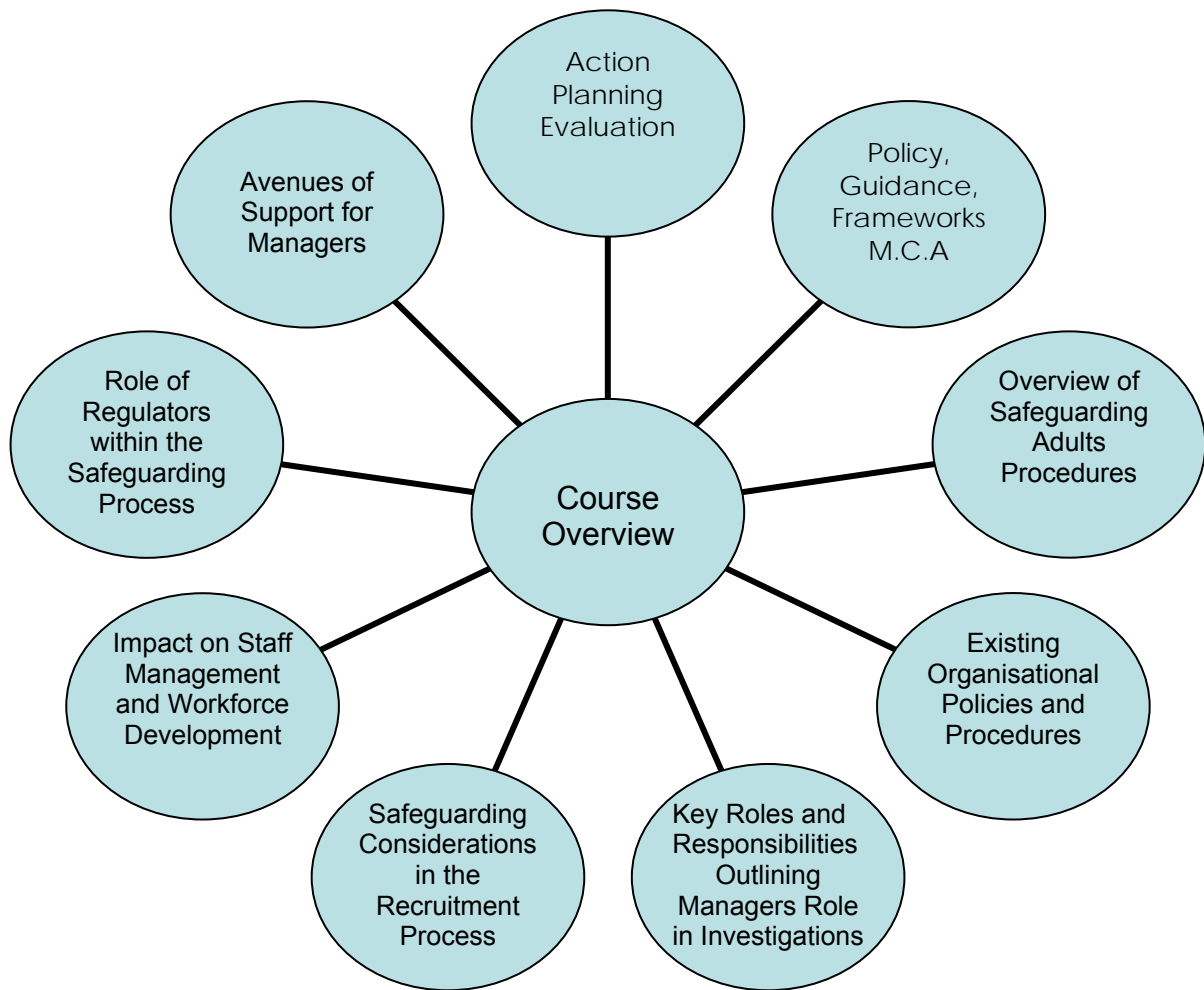 Action
Planning
Evaluation
Policy,
Guidance,
Frameworks
M.C.A
Overview of
Safeguarding
Adults
Procedures
Existing
Organisational
Policies and
Procedures
Key Roles and
Responsibilities
Outlining
Managers Role
in Investigations
Safeguarding
Considerations
in the
Recruitment
Process
Impact on Staff
Management
and Workforce
Development
Role of
Regulators
within the
Safeguarding
Process
Avenues of
Support for
Managers
Course
Overview